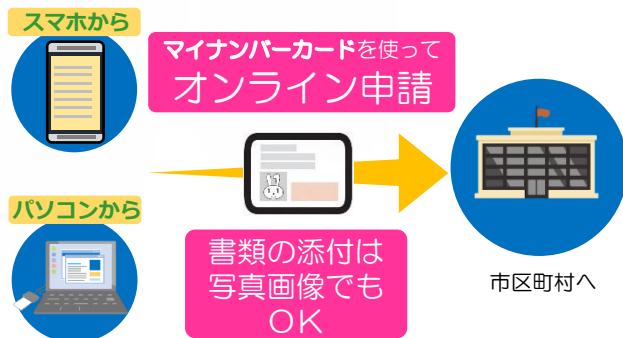 スマホから
マイナンバーカードを使って
オンライン申請
パソコンから
書類の添付は
写真画像でも
OK
市区町村へ